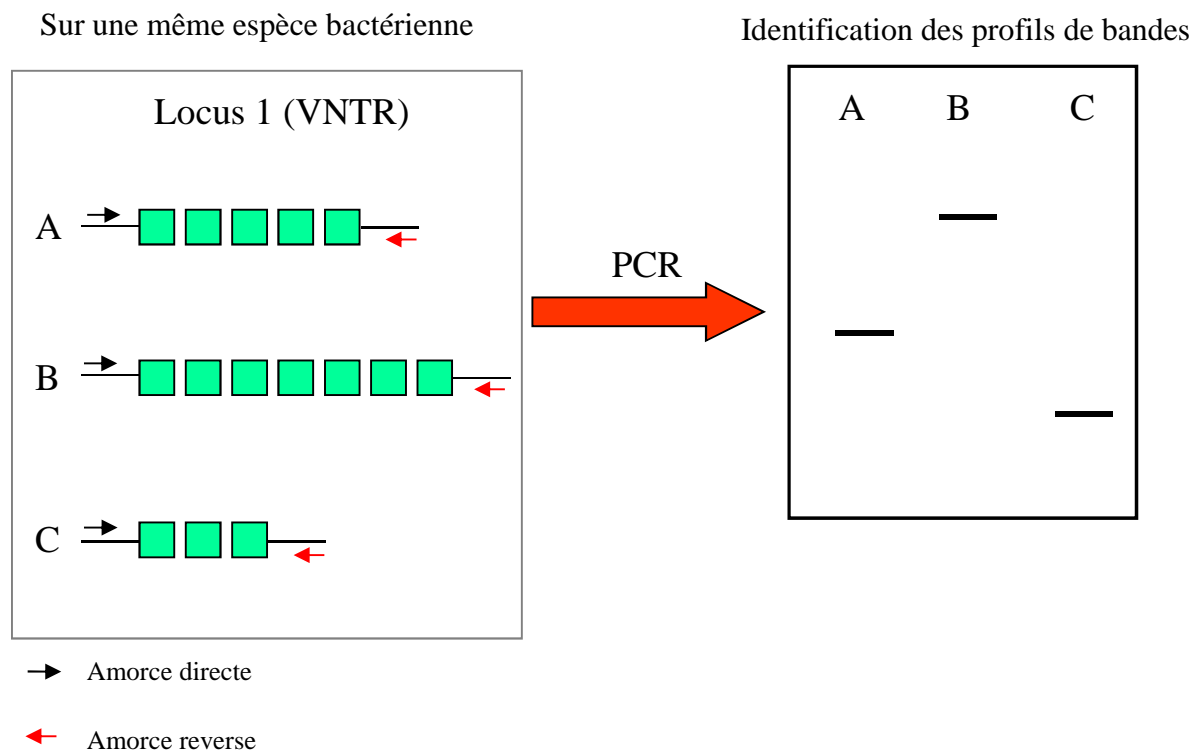 Sur une même espèce bactérienne
Identification des profils de bandes
Locus 1 (VNTR)
A
B
C
PCR
A B C
Amorce directe
Amorce reverse